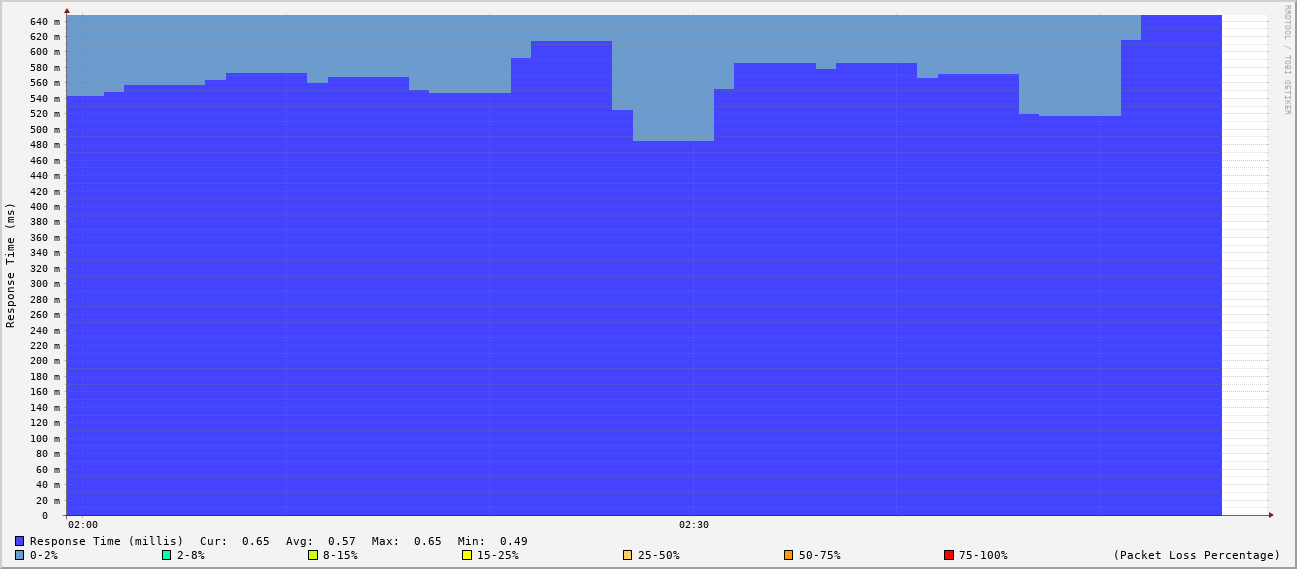 RRDTOOL / TOBI OETIKER
Response Time (ms)
640 m
620 m
600 m
580 m
560 m
540 m
520 m
500 m
480 m
460 m
440 m
420 m
400 m
380 m
360 m
340 m
320 m
300 m
280 m
260 m
240 m
220 m
200 m
180 m
160 m
140 m
120 m
100 m
80 m
60 m
40 m
20 m
0
02:00 02:30
Response Time (millis) Cur: 0.65 Avg: 0.57 Max: 0.65 Min: 0.49
0-2% 2-8% 8-15% 15-25% 25-50% 50-75% 75-100% (Packet Loss Percentage)